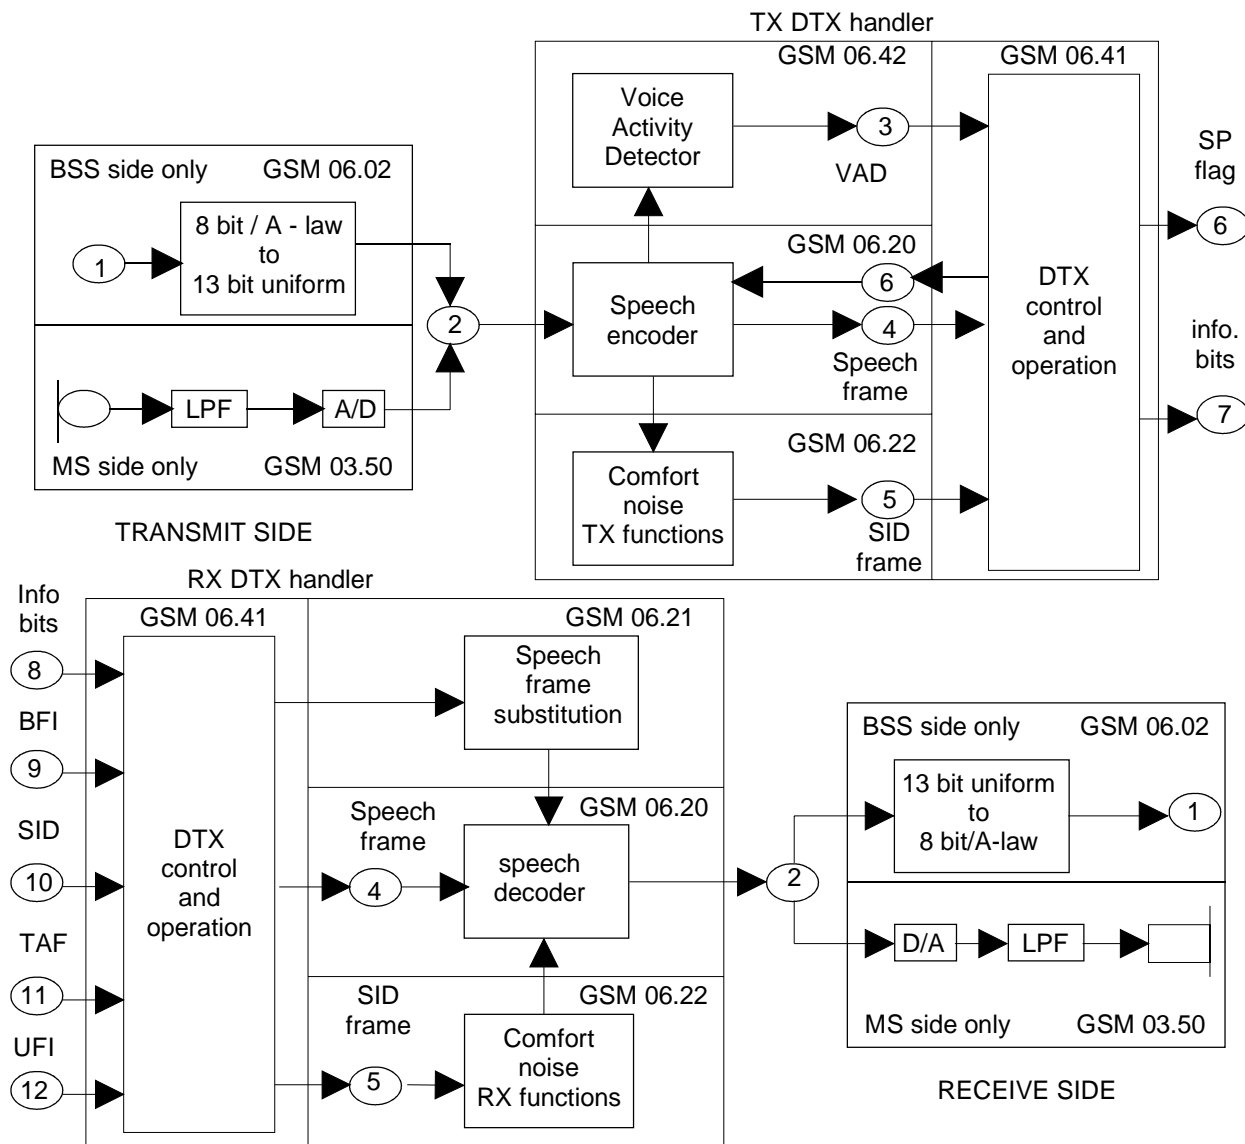 TX DTX handler
GSM 06.42
GSM 06.41
Voice
Activity
Detector
3
VAD
SP
flag
6
BSS side only
GSM 06.02
8 bit / A - law
to
13 bit uniform
1
2
GSM 06.20
6
Speech
encoder
4
Speech
frame
DTX
control
and
operation
info.
bits
7
LPF
A/D
MS side only
GSM 03.50
GSM 06.22
Comfort
noise
TX functions
5
SID
frame
TRANSMIT SIDE
RX DTX handler
Info
bits
8
BFI
9
SID
10
TAF
11
UFI
12
GSM 06.41
DTX
control
and
operation
GSM 06.21
Speech
frame
substitution
GSM 06.20
Speech
frame
4
speech
decoder
GSM 06.22
SID
frame
5
Comfort
noise
RX functions
2
BSS side only
GSM 06.02
13 bit uniform
to
8 bit/A-law
1
D/A
LPF
MS side only
GSM 03.50
RECEIVE SIDE